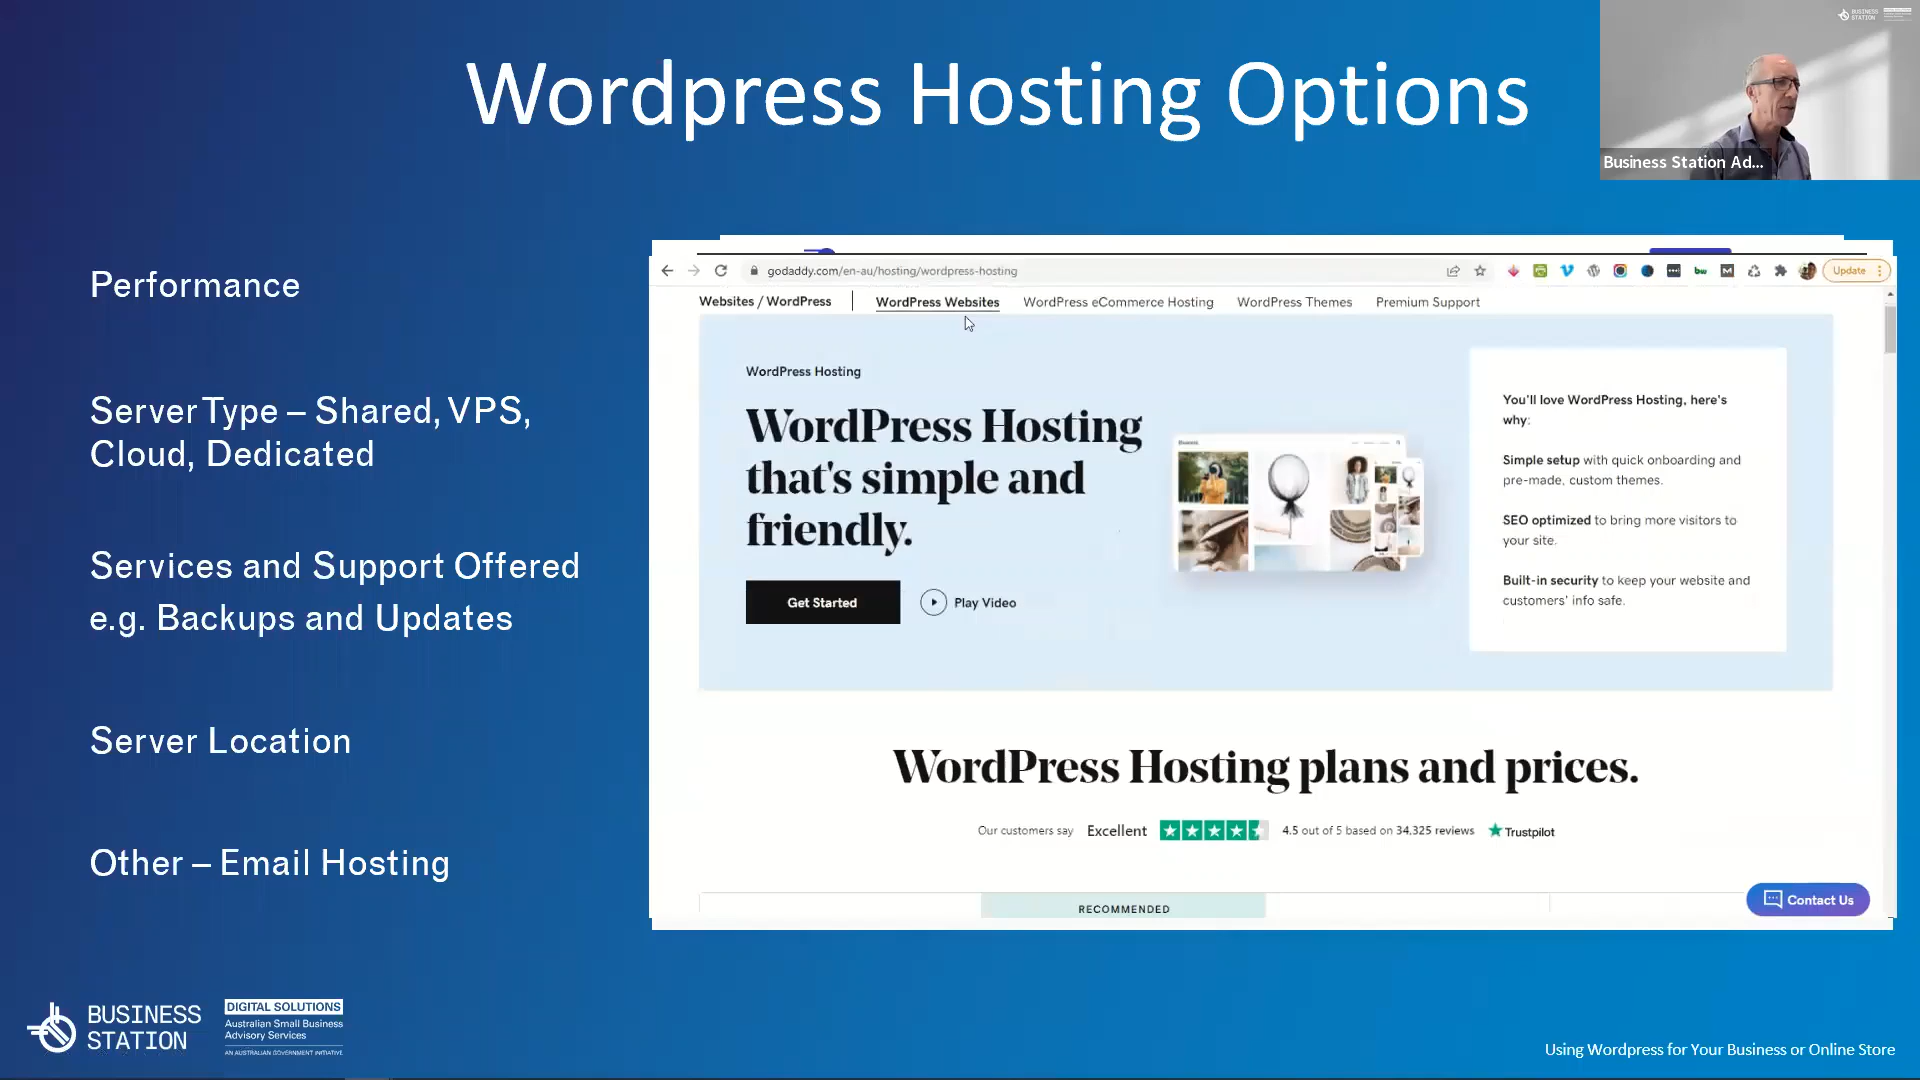 Wordpress Hosting Options
BUSINESS STATION
Business Station Ad...
Performance
Server Type – Shared, VPS,
Cloud, Dedicated
Services and Support Offered
e.g. Backups and Updates
Server Location
Other – Email Hosting
godaddy.com/en-au/hosting/wordpress-hosting
Update
Websites / WordPress
WordPress Websites
WordPress eCommerce Hosting
WordPress Themes
Premium Support
WordPress Hosting
WordPress Hosting
that's simple and
friendly.
Get Started
Play Video
You'll love WordPress Hosting, here's
why:
Simple setup with quick onboarding and
pre-made, custom themes.
SEO optimized to bring more visitors to
your site.
Built-in security to keep your website and
customers' info safe.
WordPress Hosting plans and prices.
Our customers say Excellent 4.5 out of 5 based on 34,325 reviews Trustpilot
RECOMMENDED
Contact Us
BUSINESS
STATION
DIGITAL SOLUTIONS
Australian Small Business
Advisory Services
AN AUSTRALIAN GOVERNMENT INITIATIVE
Using Wordpress for Your Business or Online Store